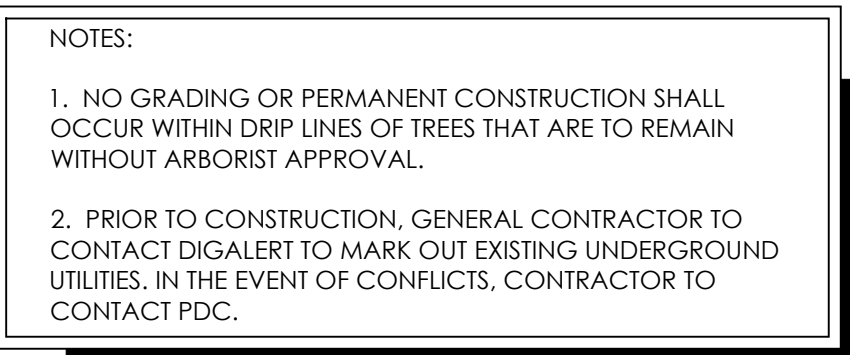 NOTES:
1. NO GRADING OR PERMANENT CONSTRUCTION SHALL
OCCUR WITHIN DRIP LINES OF TREES THAT ARE TO REMAIN
WITHOUT ARBORIST APPROVAL.
2. PRIOR TO CONSTRUCTION, GENERAL CONTRACTOR TO
CONTACT DIGALERT TO MARK OUT EXISTING UNDERGROUND
UTILITIES. IN THE EVENT OF CONFLICTS, CONTRACTOR TO
CONTACT PDC.